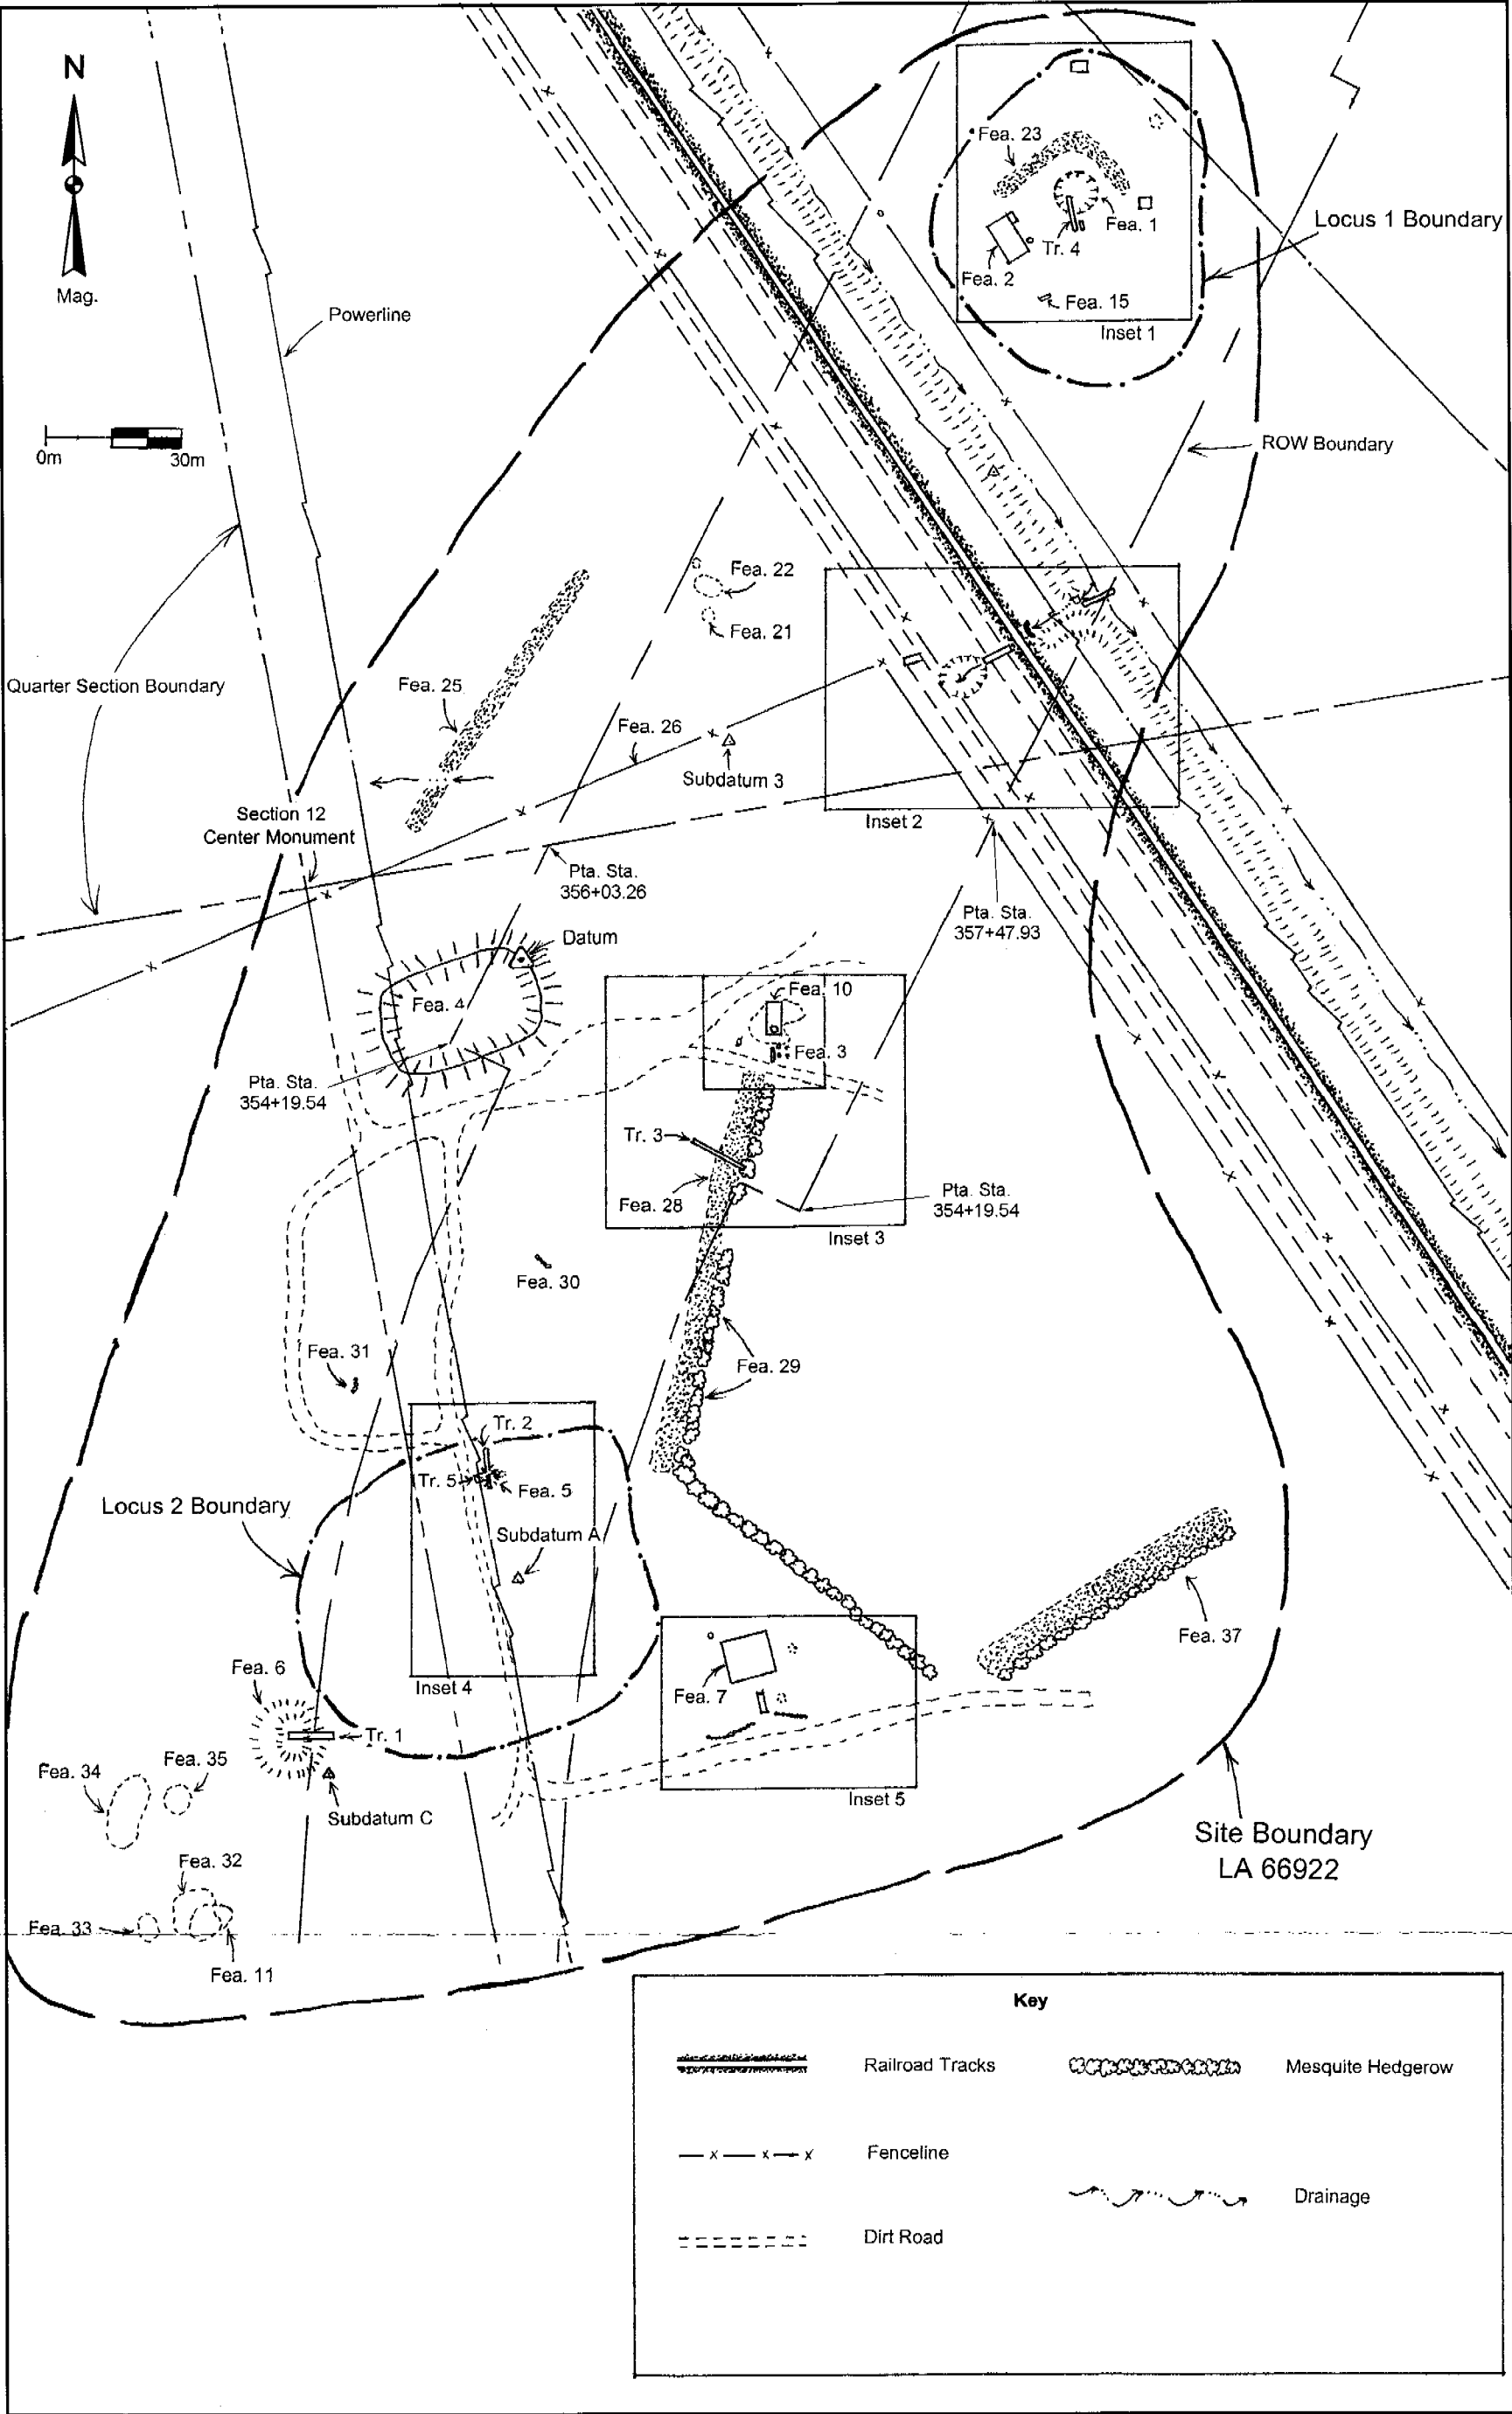 N
Mag.
0m 30m
Powerline
Quarter Section Boundary
Fea. 23
Fea. 1
Tr. 4
Fea. 2
Fea. 15
Inset 1
Locus 1 Boundary
ROW Boundary
Fea. 22
Fea. 21
Fea. 25
Fea. 26
Subdatum 3
Inset 2
Section 12
Center Monument
Pta. Sta.
356+03.26
Pta. Sta.
357+47.93
Datum
Fea. 4
Pta. Sta.
354+19.54
Fea. 10
Fea. 3
Tr. 3
Fea. 28
Pta. Sta.
354+19.54
Inset 3
Fea. 30
Fea. 31
Fea. 29
Tr. 2
Tr. 5
Fea. 5
Locus 2 Boundary
Subdatum A
Fea. 37
Fea. 6
Inset 4
Fea. 7
Tr. 1
Fea. 34
Fea. 35
Subdatum C
Inset 5
Site Boundary
LA 66922
Fea. 32
Fea. 33
Fea. 11
Key
Railroad Tracks
Mesquite Hedgerow
Fenceline
Drainage
Dirt Road